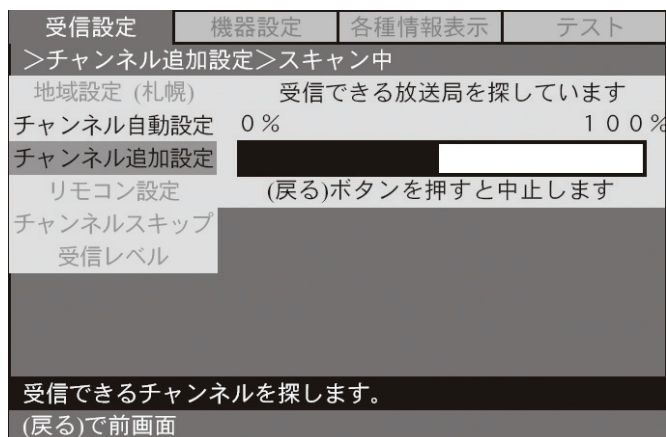 受信設定 機器設定 各種情報表示 テスト
＞チャンネル追加設定＞スキャン中
地域設定 (札幌) 受信できる放送局を探しています
チャンネル自動設定 0% 100%
チャンネル追加設定
リモコン設定 (戻る)ボタンを押すと中止します
チャンネルスキップ
受信レベル
受信できるチャンネルを探します。
(戻る)で前画面